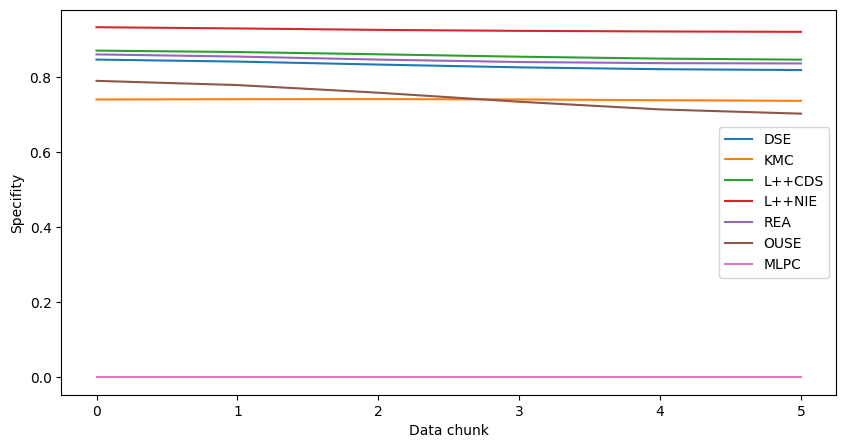 0.8
0.6
0.4
0.2
0.0
Specifity
0 1 2 3 4 5
Data chunk
DSE
KMC
L++CDS
L++NIE
REA
OUSE
MLPC